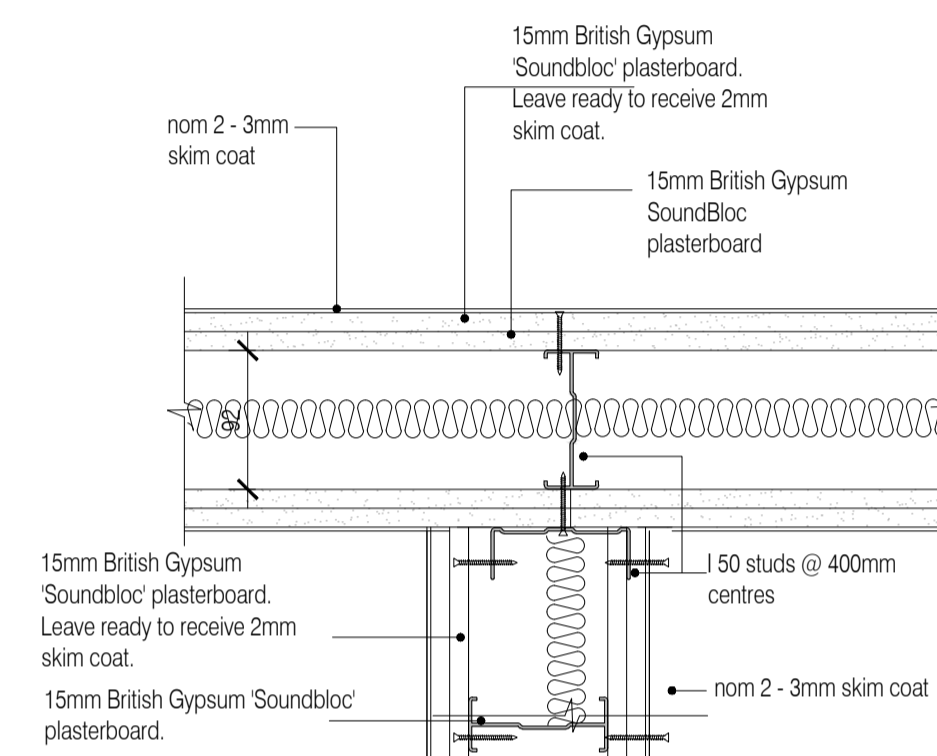 15mm British Gypsum
'Soundbloc' plasterboard.
Leave ready to receive 2mm
skim coat.
nom 2 - 3mm
skim coat
15mm British Gypsum
SoundBloc
plasterboard
92
15mm British Gypsum
'Soundbloc' plasterboard.
Leave ready to receive 2mm
skim coat.
I 50 studs @ 400mm
centres
15mm British Gypsum 'Soundbloc'
plasterboard.
nom 2 - 3mm skim coat